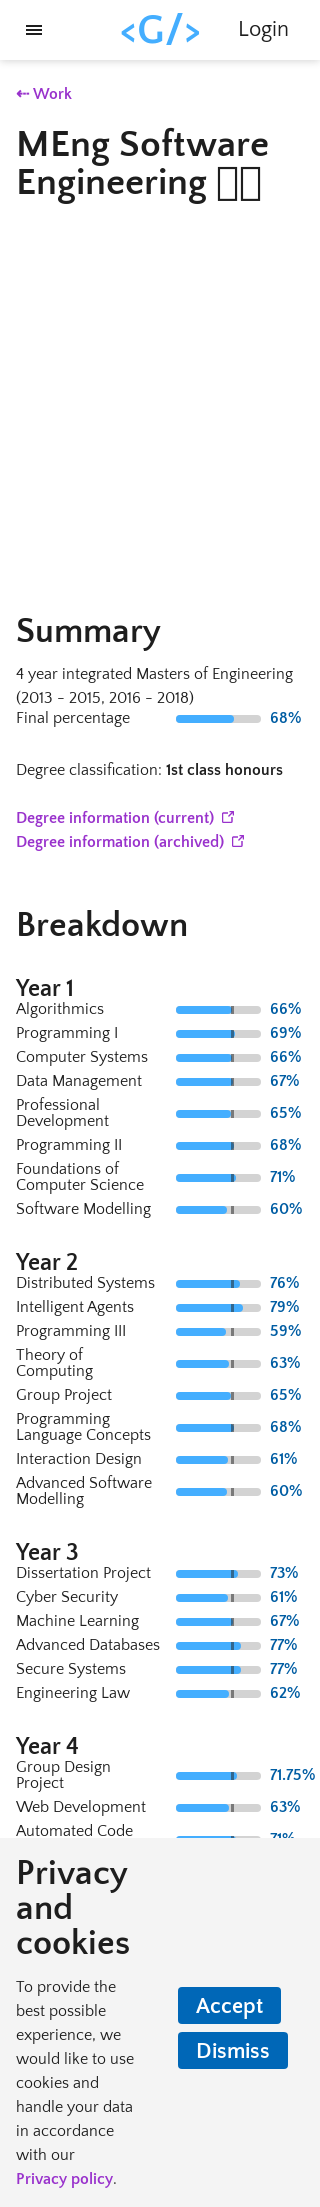 <G/>
Login
⇠ Work
MEng Software
Engineering
Summary
4 year integrated Masters of Engineering
(2013 - 2015, 2016 - 2018)
Final percentage 68%
Degree classification: 1st class honours
Degree information (current)
Degree information (archived)
Breakdown
Year 1
Algorithmics 66%
Programming I 69%
Computer Systems 66%
Data Management 67%
Professional
Development 65%
Programming II 68%
Foundations of
Computer Science 71%
Software Modelling 60%
Year 2
Distributed Systems 76%
Intelligent Agents 79%
Programming III 59%
Theory of
Computing 63%
Group Project 65%
Programming
Language Concepts 68%
Interaction Design 61%
Advanced Software
Modelling 60%
Year 3
Dissertation Project 73%
Cyber Security 61%
Machine Learning 67%
Advanced Databases 77%
Secure Systems 77%
Engineering Law 62%
Year 4
Group Design
Project 71.75%
Web Development 63%
Automated Code
71%
Privacy
and
cookies
To provide the
best possible
experience, we
would like to use
cookies and
handle your data
in accordance
with our
Privacy policy.
Accept
Dismiss